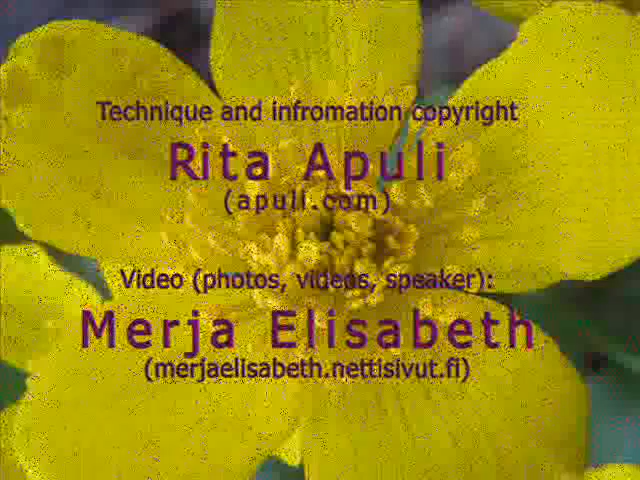 Technique and infromation copyright
Rita Apuli
(apuli.com)
Video (photos, videos, speaker):
Merja Elisabeth
(merjaelisabeth.nettisivut.fi)